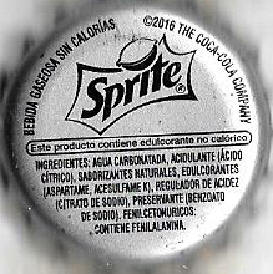 BEBIDA GASEOSA SIN CALORÍAS
©2016 THE COCA-COLA COMPANY
Sprite®
Este producto contiene edulcorante no calórico
INGREDIENTES: AGUA CARBONATADA, ACIDULANTE (ÁCIDO
CÍTRICO), SABORIZANTES NATURALES, EDULCORANTES
(ASPARTAME, ACESULFAME K), REGULADOR DE ACIDEZ
(CITRATO DE SODIO), PRESERVANTE (BENZOATO
DE SODIO). FENILCETONURICOS:
CONTIENE FENILALANINA.